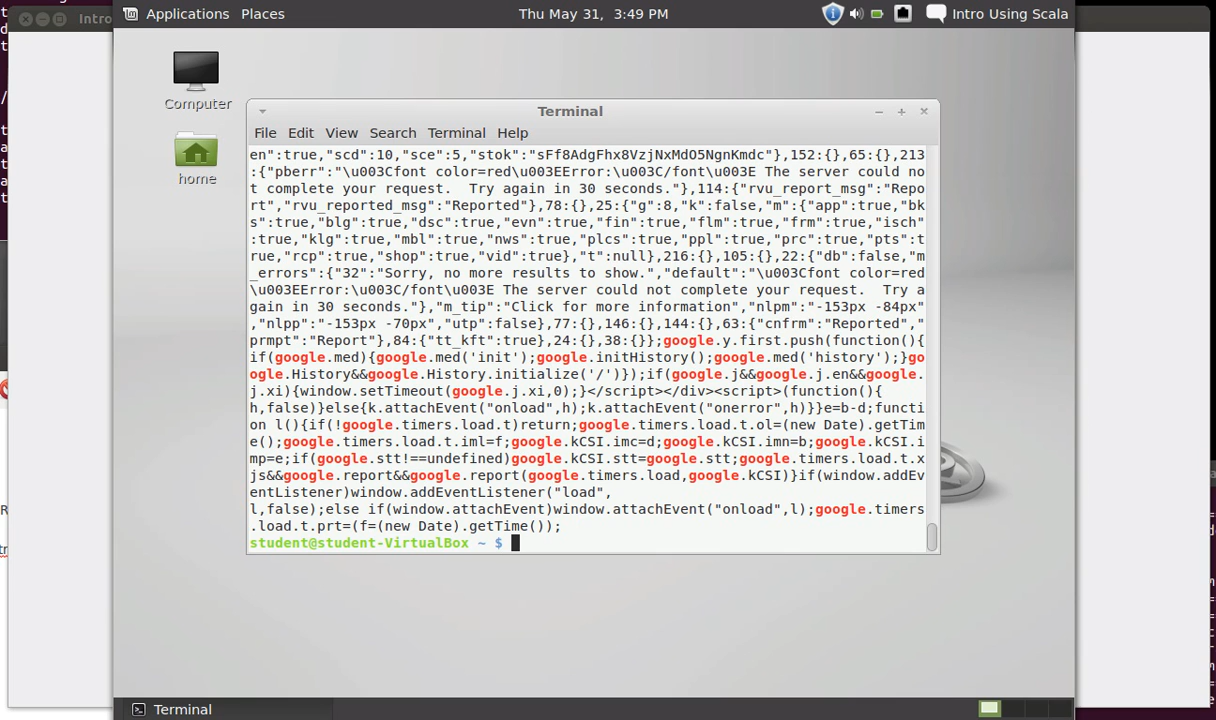 Intro
Applications Places Thu May 31, 3:49 PM Intro Using Scala
Computer
home
Terminal
File Edit View Search Terminal Help
en":true,"scd":10,"sce":5,"stok":"sFf8AdgFhx8VzjNxMdO5NgnKmdc"},152:{},65:{},213
:{"pberr":"\u003Cfont color=red\u003EError:\u003C/font\u003E The server could no
t complete your request.  Try again in 30 seconds."},114:{"rvu_report_msg":"Repo
rt","rvu_reported_msg":"Reported"},78:{},25:{"g":8,"k":false,"m":{"app":true,"bk
s":true,"blg":true,"dsc":true,"evn":true,"fin":true,"flm":true,"frm":true,"isch"
:true,"klg":true,"mbl":true,"nws":true,"plcs":true,"ppl":true,"prc":true,"pts":t
rue,"rcp":true,"shop":true,"vid":true},"t":null},216:{},105:{},22:{"db":false,"m
_errors":{"32":"Sorry, no more results to show.","default":"\u003Cfont color=red
\u003EError:\u003C/font\u003E The server could not complete your request.  Try a
gain in 30 seconds."},"m_tip":"Click for more information","nlpm":"-153px -84px"
,"nlpp":"-153px -70px","utp":false},77:{},146:{},144:{},63:{"cnfrm":"Reported","
prmpt":"Report"},84:{"tt_kft":true},24:{},38:{}};google.y.first.push(function(){
if(google.med){google.med('init');google.initHistory();google.med('history');}go
ogle.History&&google.History.initialize('/')});if(google.j&&google.j.en&&google.
j.xi){window.setTimeout(google.j.xi,0);}</script></div><script>(function(){
h,false)}else{k.attachEvent("onload",h);k.attachEvent("onerror",h)}}e=b-d;functi
on l(){if(!google.timers.load.t)return;google.timers.load.t.ol=(new Date).getTim
e();google.timers.load.t.iml=f;google.kCSI.imc=d;google.kCSI.imn=b;google.kCSI.i
mp=e;if(google.stt!==undefined)google.kCSI.stt=google.stt;google.timers.load.t.x
js&&google.report&&google.report(google.timers.load,google.kCSI)}if(window.addEv
entListener)window.addEventListener("load",
l,false);else if(window.attachEvent)window.attachEvent("onload",l);google.timers
.load.t.prt=(f=(new Date).getTime());
student@student-VirtualBox ~ $
Terminal